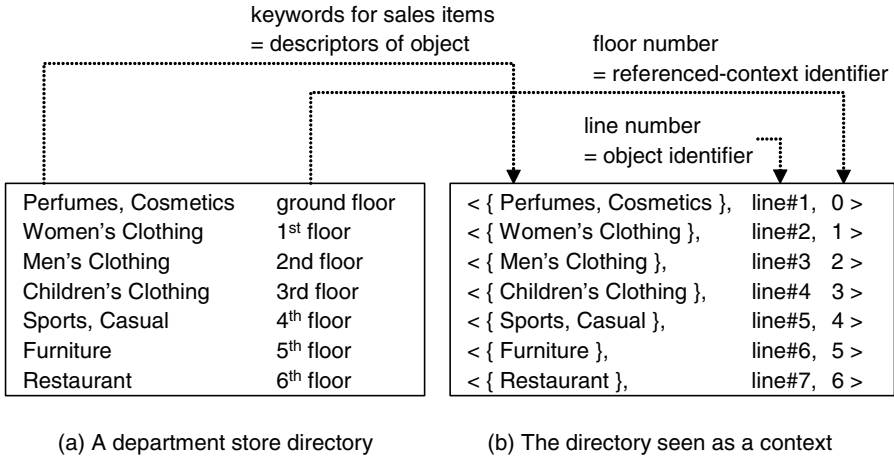 keywords for sales items
= descriptors of object
floor number
= referenced-context identifier
line number
= object identifier
Perfumes, Cosmetics ground floor
Women's Clothing 1st floor
Men's Clothing 2nd floor
Children's Clothing 3rd floor
Sports, Casual 4th floor
Furniture 5th floor
Restaurant 6th floor
< { Perfumes, Cosmetics }, line#1, 0 >
< { Women's Clothing }, line#2, 1 >
< { Men's Clothing }, line#3 2 >
< { Children's Clothing }, line#4 3 >
< { Sports, Casual }, line#5, 4 >
< { Furniture }, line#6, 5 >
< { Restaurant }, line#7, 6 >
(a) A department store directory
(b) The directory seen as a context